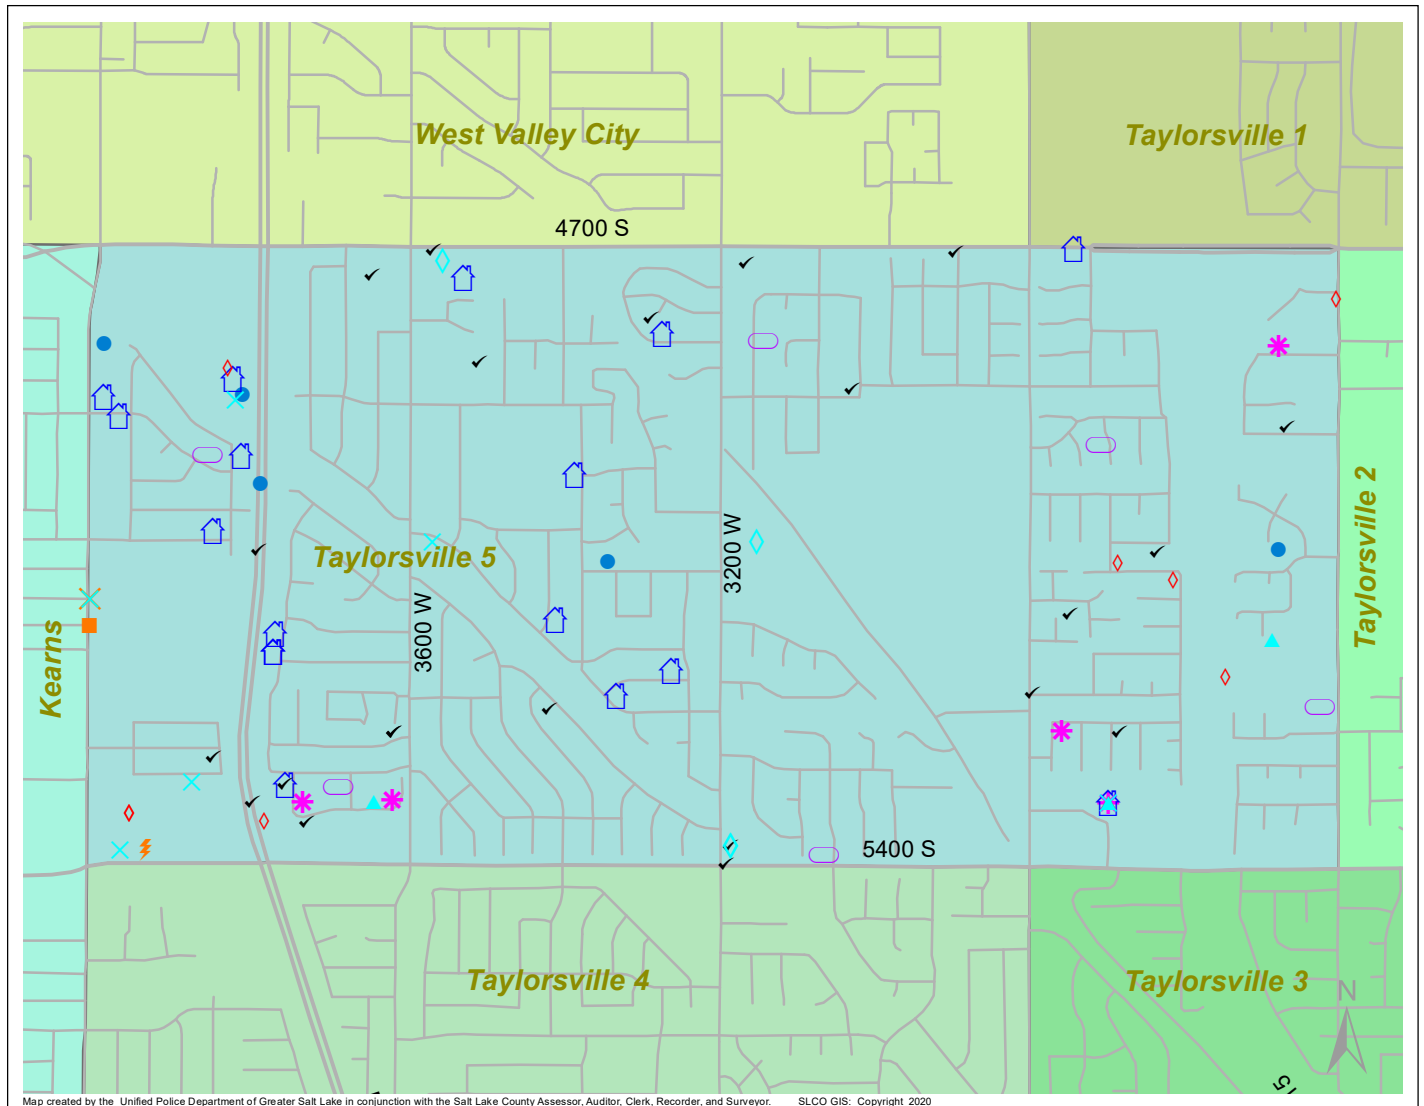 West Valley City
Taylorsville 1
4700 S
Taylorsville 2
3200 W
Taylorsville 5
3600 W
Kearns
5400 S
Taylorsville 4
Taylorsville 3
N
15
Map created by the Unified Police Department of Greater Salt Lake in conjunction with the Salt Lake County Assessor, Auditor, Clerk, Recorder, and Surveyor. SLCO GIS: Copyright 2020